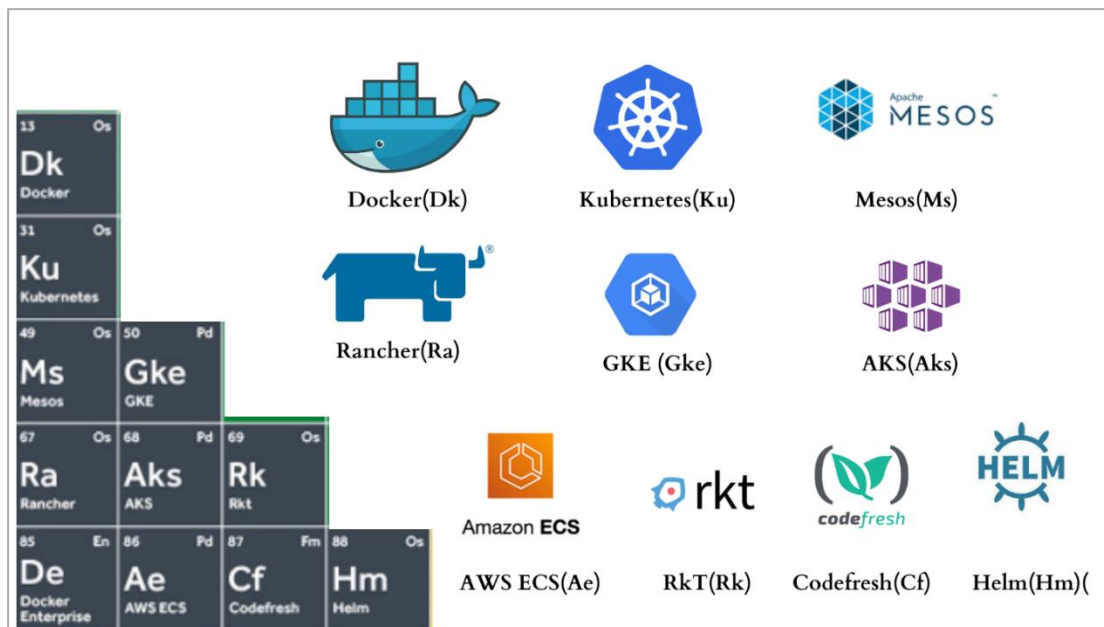 Apache
MESOS™
Docker(Dk) Kubernetes(Ku) Mesos(Ms)
®
Rancher(Ra) GKE (Gke) AKS(Aks)
Amazon ECS
rkt
codefresh
HELM
AWS ECS(Ae) RkT(Rk) Codefresh(Cf) Helm(Hm)(
13 Os
Dk
Docker
31 Os
Ku
Kubernetes
49 Os
Ms
Mesos
50 Pd
Gke
GKE
67 Os
Ra
Rancher
68 Pd
Aks
AKS
69 Os
Rk
Rkt
85 En
De
Docker
Enterprise
86 Pd
Ae
AWS ECS
87 Fm
Cf
Codefresh
88 Os
Hm
Helm